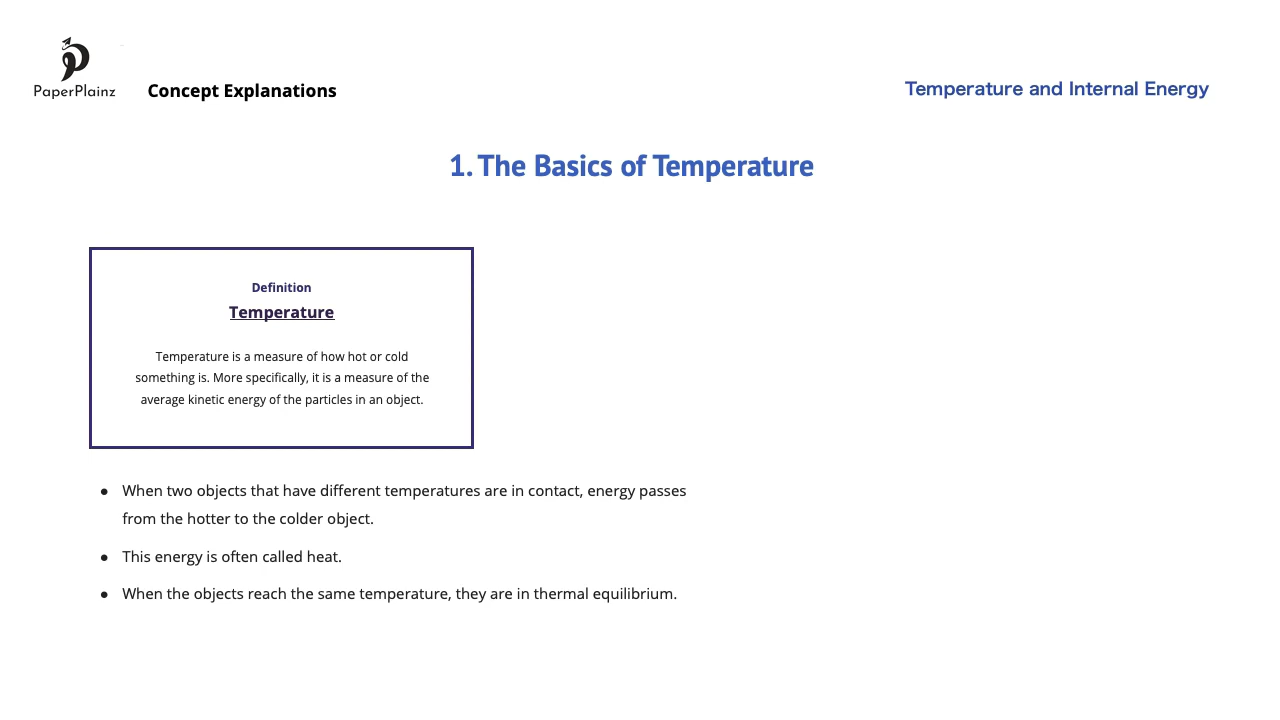 PaperPlainz
Concept Explanations
Temperature and Internal Energy
1. The Basics of Temperature
Definition
Temperature
Temperature is a measure of how hot or cold
something is. More specifically, it is a measure of the
average kinetic energy of the particles in an object.
● When two objects that have different temperatures are in contact, energy passes
from the hotter to the colder object.
● This energy is often called heat.
● When the objects reach the same temperature, they are in thermal equilibrium.